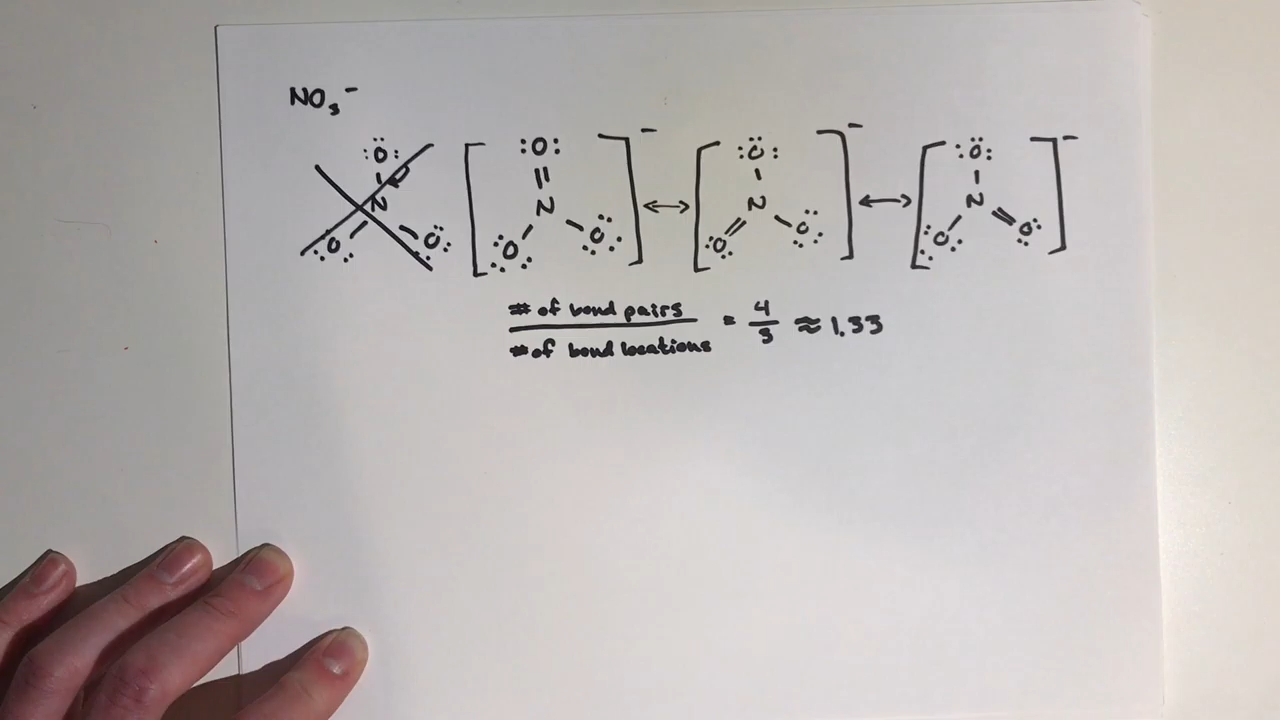 NO₃⁻
:Ö: :O: ⁻ :Ö: ⁻ :Ö: ⁻
| || ↔ | ↔ |
N N N N
O O O O O O O O
# of bond pairs / # of bond locations = 4/3 ≈ 1.33